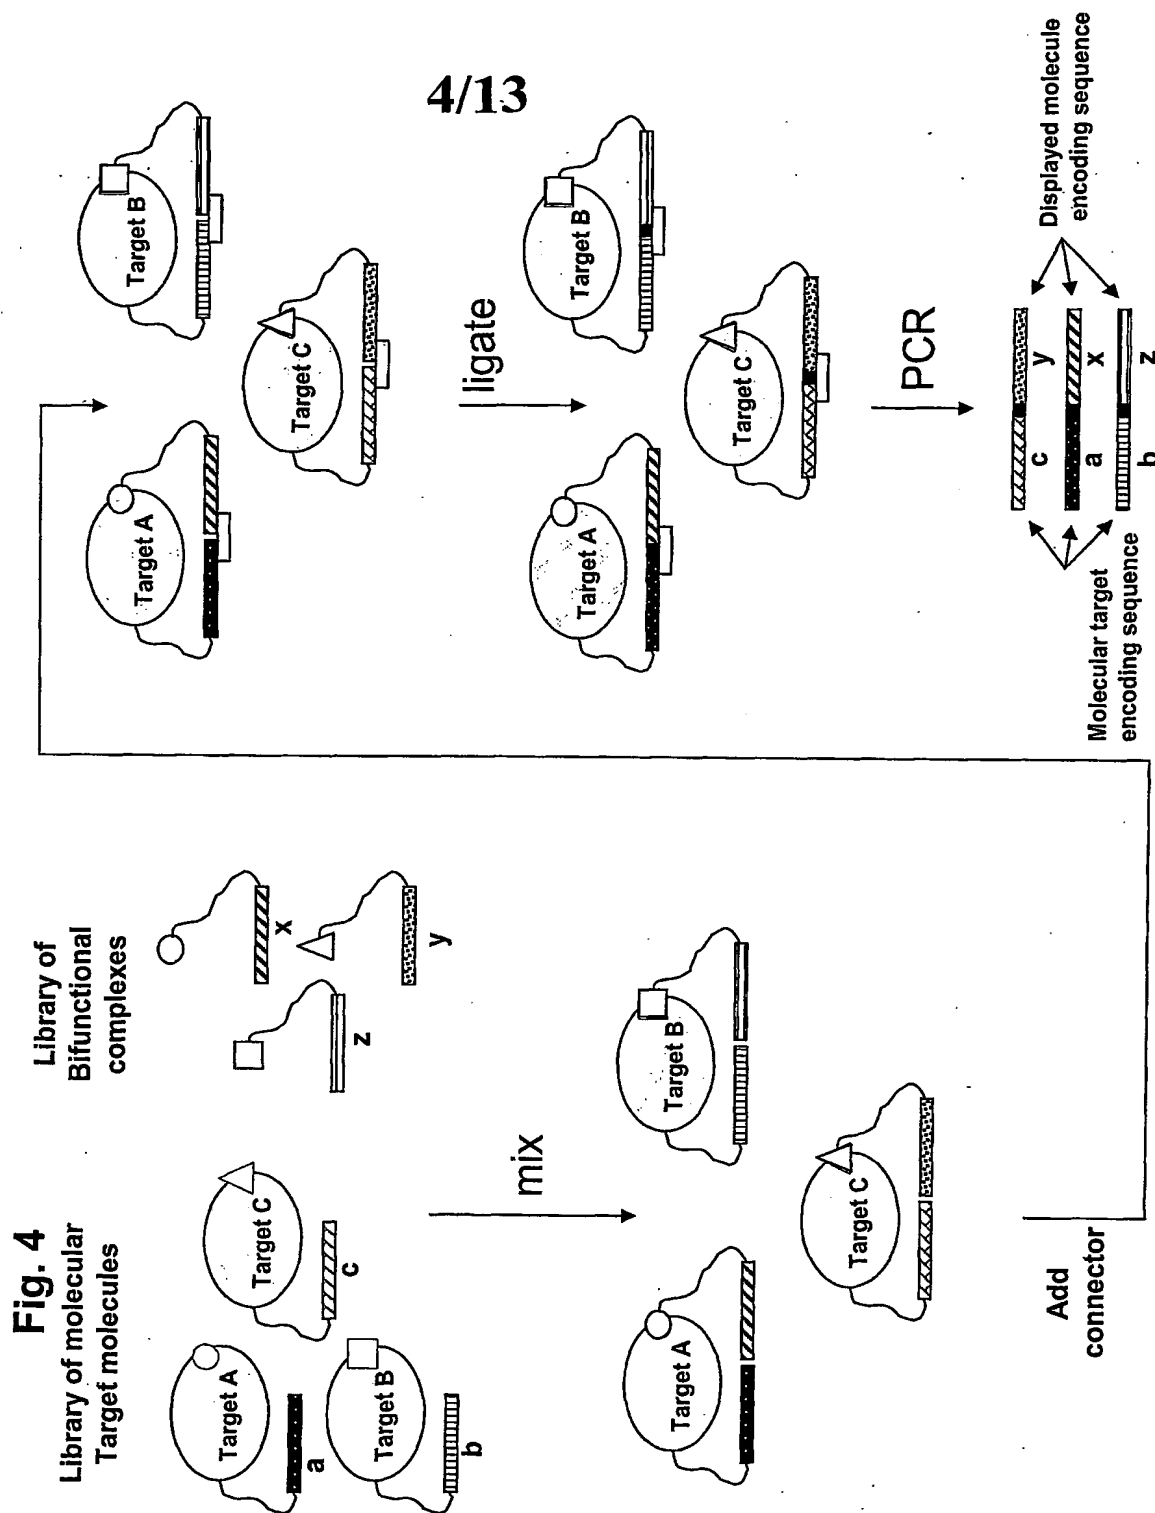 4/13
Fig. 4
Library of molecular
Target molecules
Library of
Bifunctional
complexes
Target A
a
Target B
b
Target C
c
x
y
z
mix
Target A
Target B
Target C
Add
connector
Target A
Target B
Target C
ligate
Target A
Target B
Target C
PCR
Molecular target
encoding sequence
Displayed molecule
encoding sequence
c
y
a
x
b
z